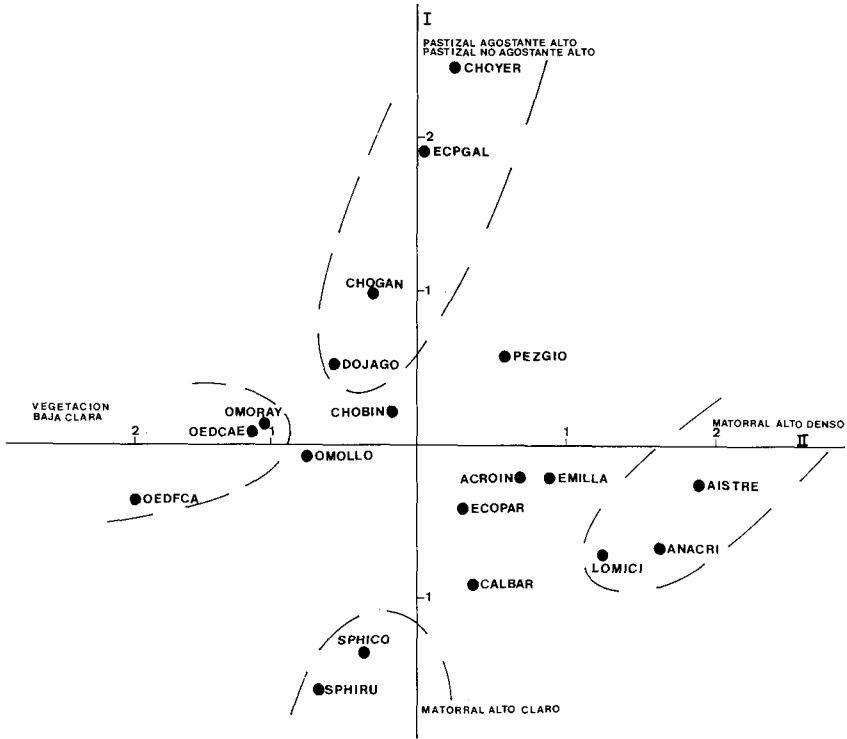 I
PASTIZAL AGOSTANTE ALTO
PASTIZAL NO AGOSTANTE ALTO
CHOYER
2
ECPGAL
CHOGAN
1
DOJAGO
PEZGIO
VEGETACION
BAJA CLARA
OMORAY
CHOBIN
MATORRAL ALTO DENSO
2
OEDCAE
1
1
2
II
OMOLLO
ACROIN
EMILLA
AISTRE
OEDFCA
ECOPAR
ANACRI
LOMICI
CALBAR
1
SPHICO
SPHIRU
MATORRAL ALTO CLARO